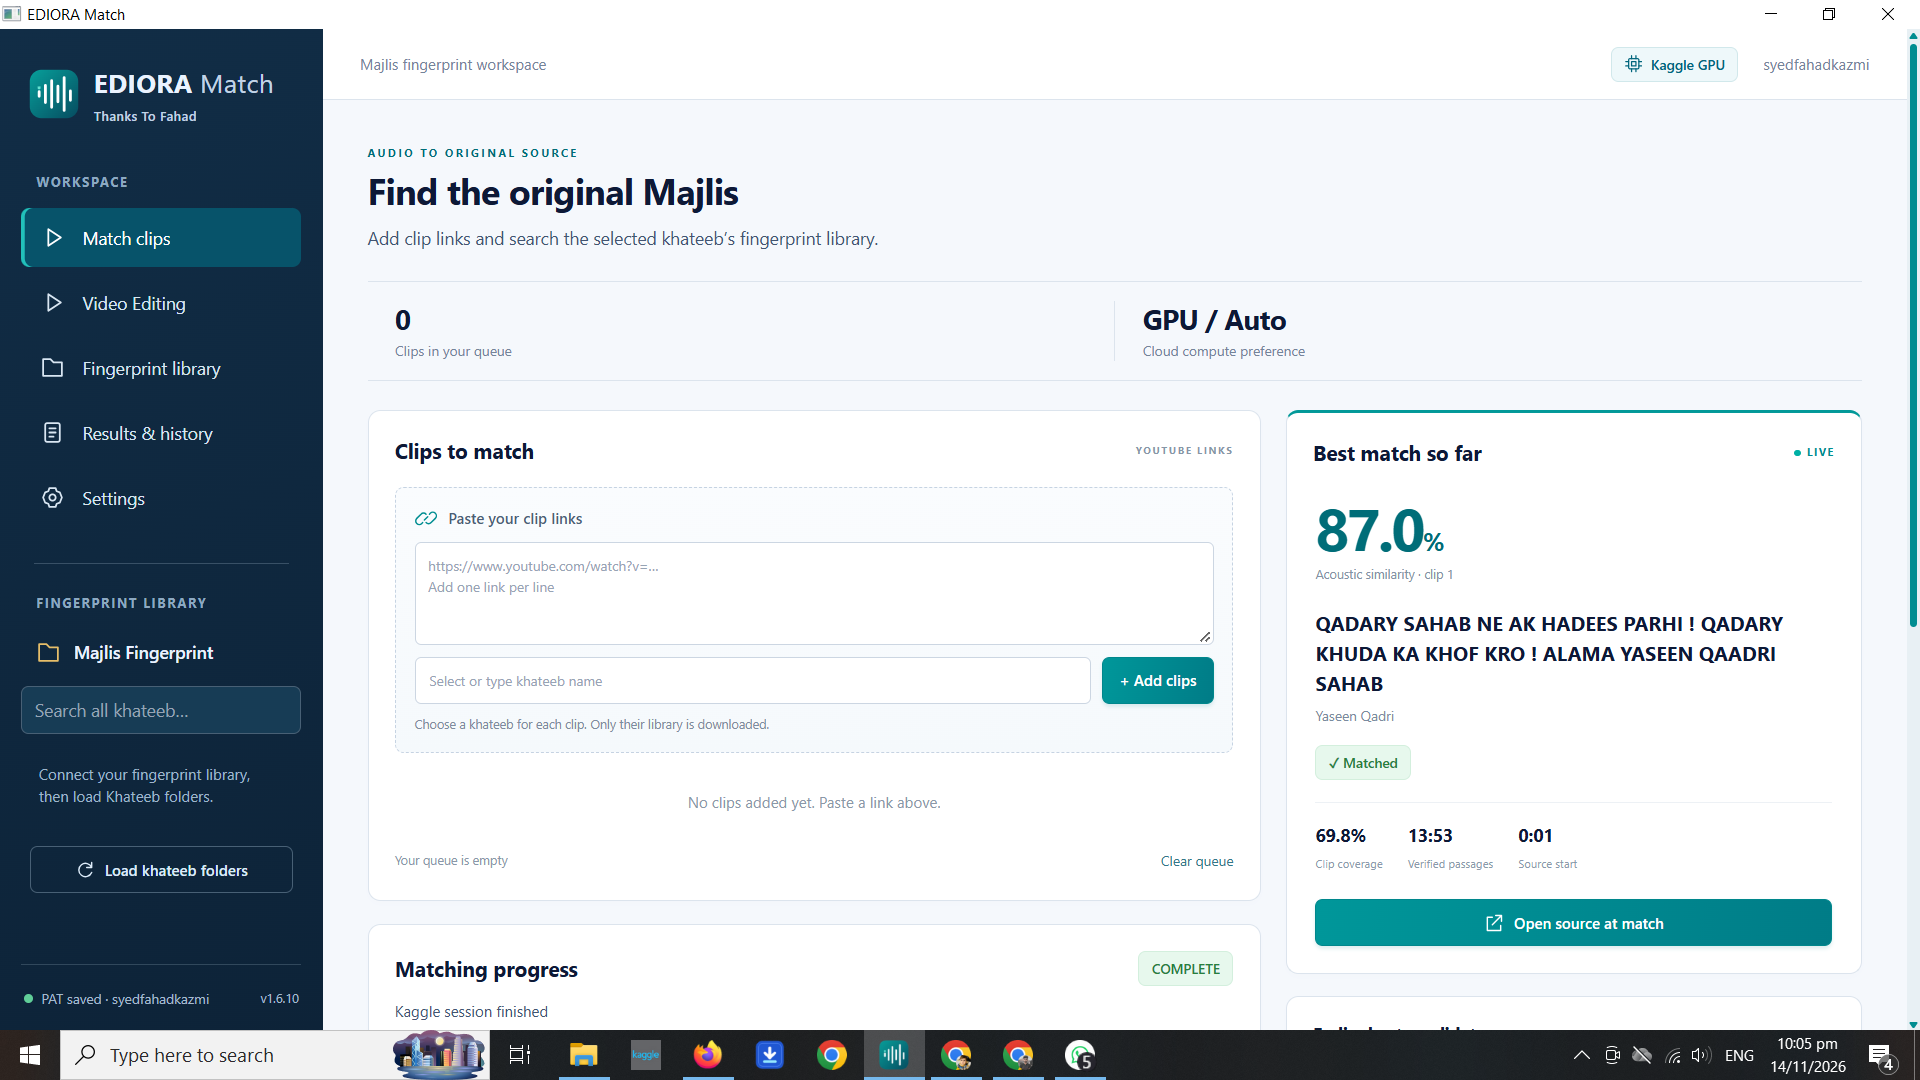 EDIORA Match
EDIORA Match
Thanks To Fahad
WORKSPACE
Match clips
Video Editing
Fingerprint library
Results & history
Settings
FINGERPRINT LIBRARY
Majlis Fingerprint
Search all khateeb...
Connect your fingerprint library,
then load Khateeb folders.
Load khateeb folders
PAT saved · syedfahadkazmi
v1.6.10
Majlis fingerprint workspace
Kaggle GPU
syedfahadkazmi
AUDIO TO ORIGINAL SOURCE
Find the original Majlis
Add clip links and search the selected khateeb’s fingerprint library.
0
Clips in your queue
GPU / Auto
Cloud compute preference
Clips to match
YOUTUBE LINKS
Paste your clip links
https://www.youtube.com/watch?v=...
Add one link per line
Select or type khateeb name
+ Add clips
Choose a khateeb for each clip. Only their library is downloaded.
No clips added yet. Paste a link above.
Your queue is empty
Clear queue
Matching progress
COMPLETE
Kaggle session finished
Best match so far
LIVE
87.0%
Acoustic similarity · clip 1
QADARY SAHAB NE AK HADEES PARHI ! QADARY
KHUDA KA KHOF KRO ! ALAMA YASEEN QAADRI
SAHAB
Yaseen Qadri
✓ Matched
69.8%
Clip coverage
13:53
Verified passages
0:01
Source start
Open source at match
Type here to search
kaggle
5
ENG
10:05 pm
14/11/2026
4